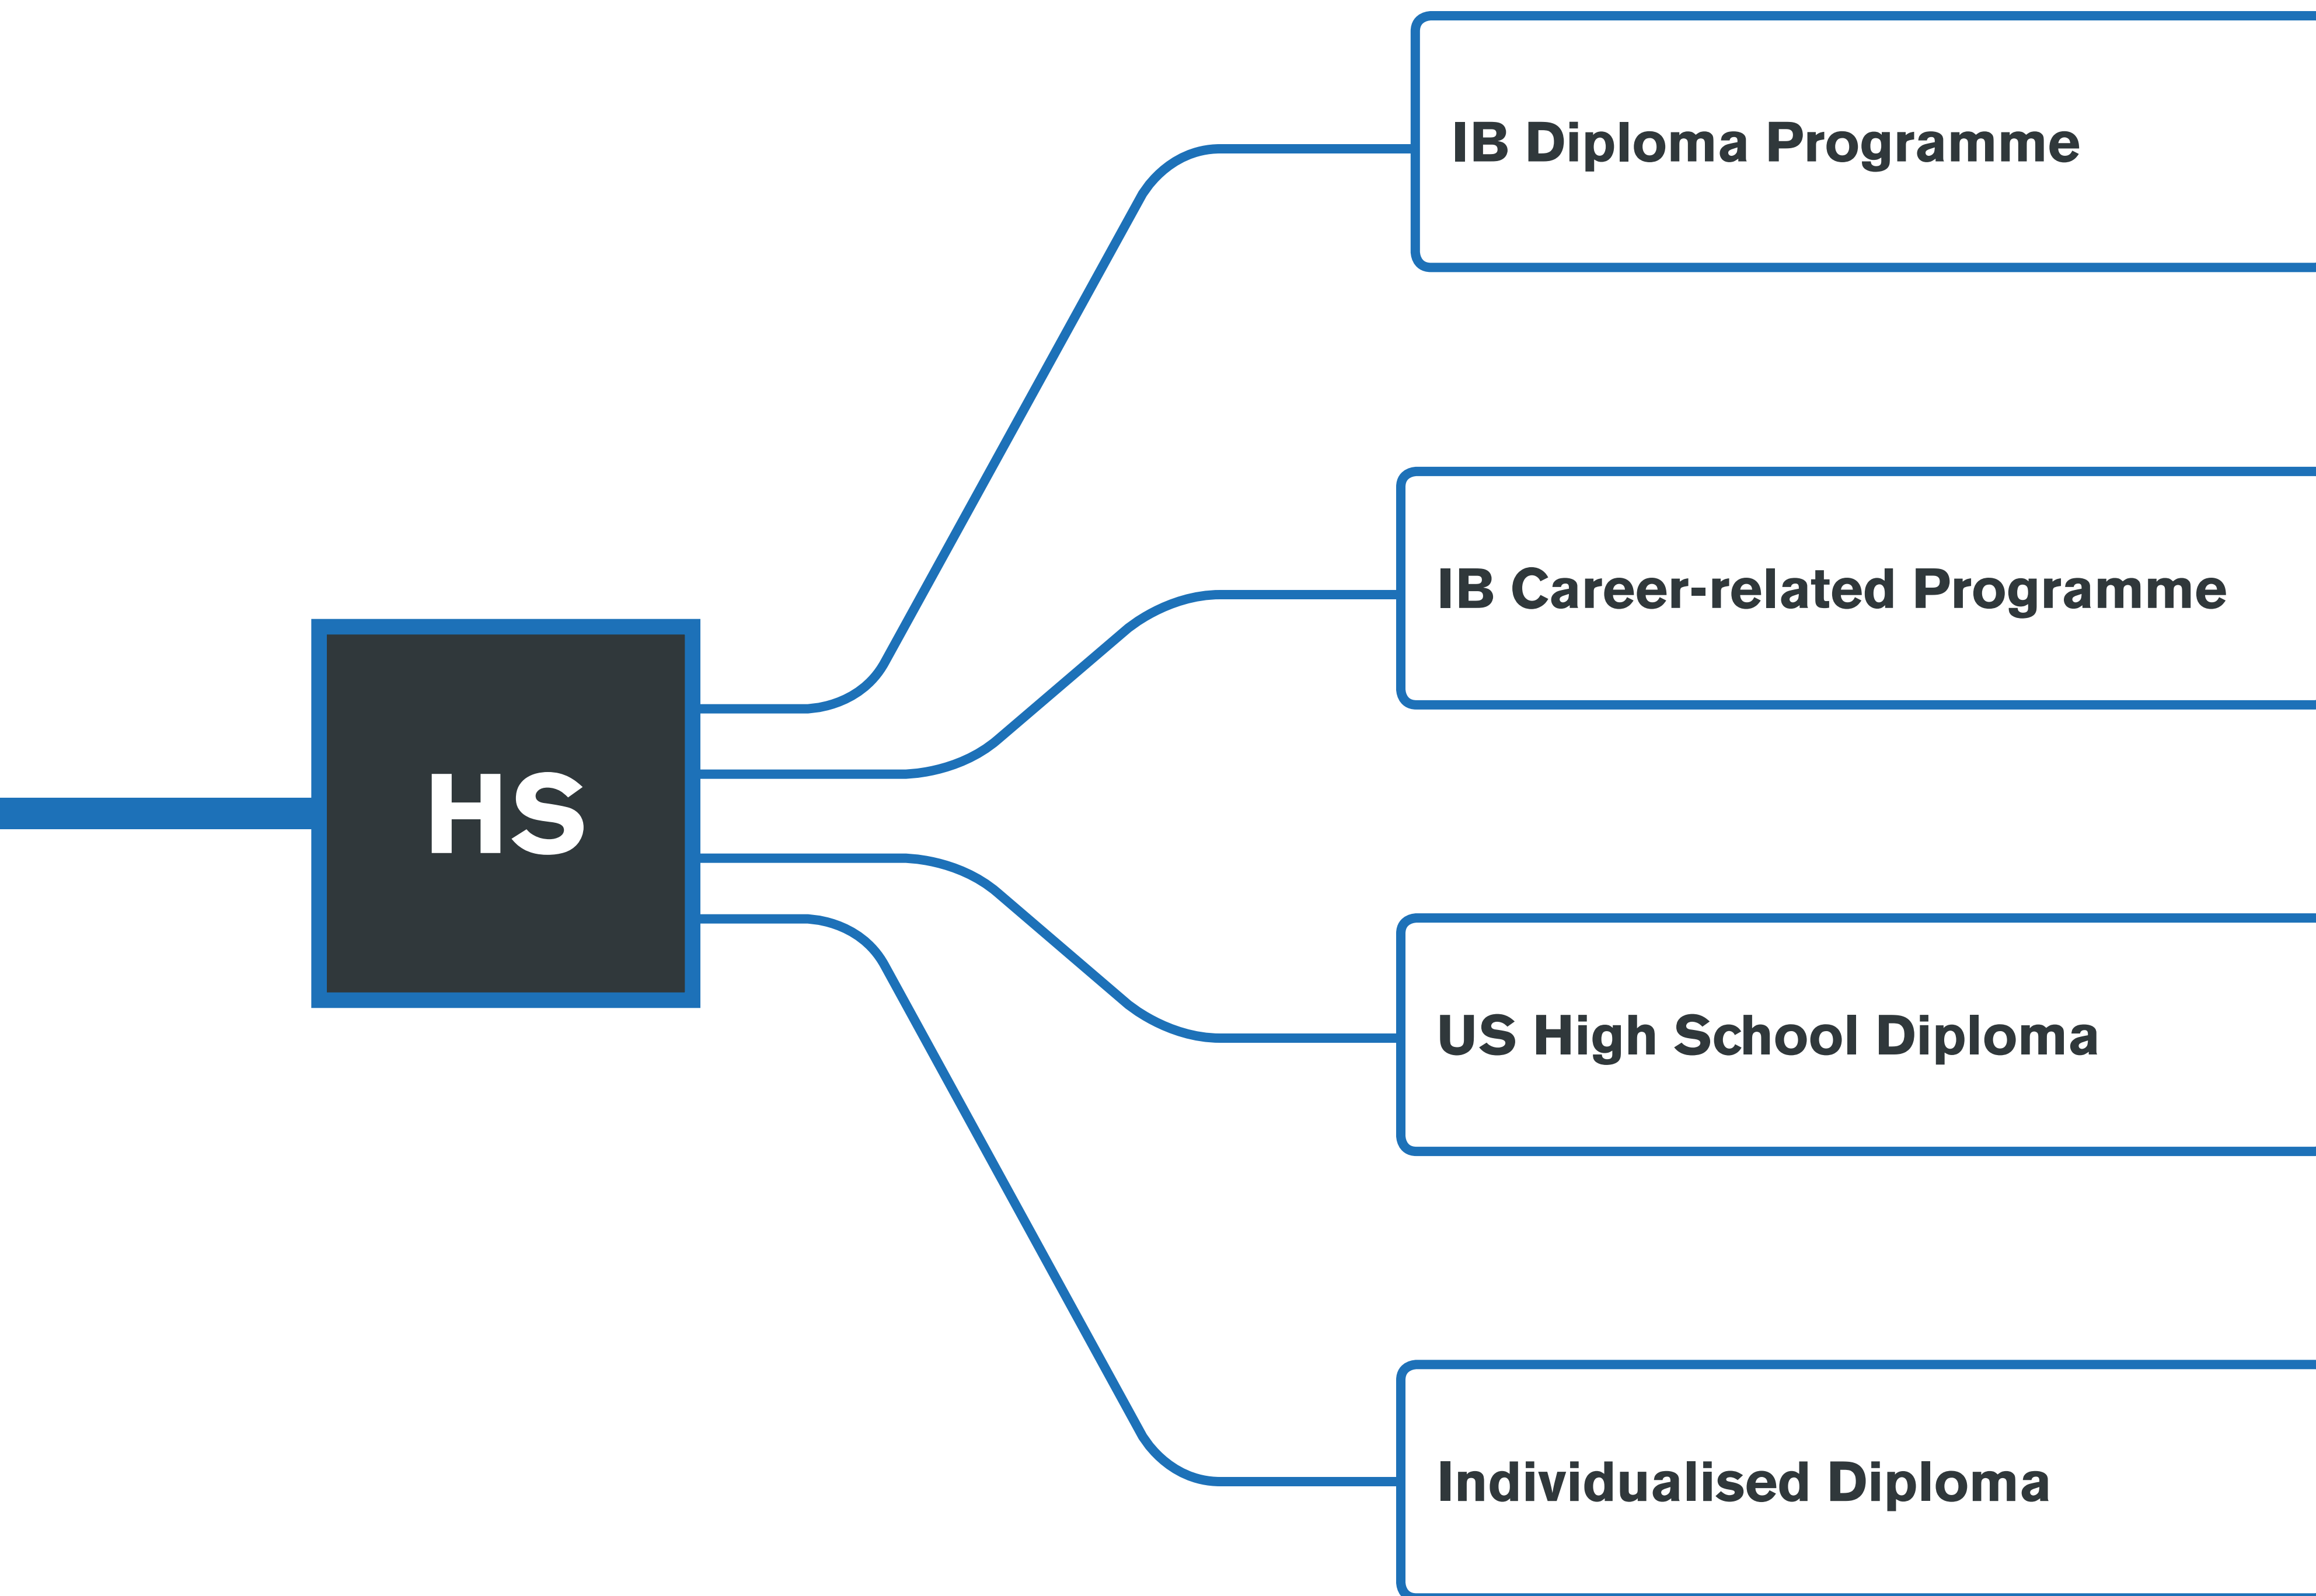 IB Diploma Programme
IB Career-related Programme
HS
US High School Diploma
Individualised Diploma